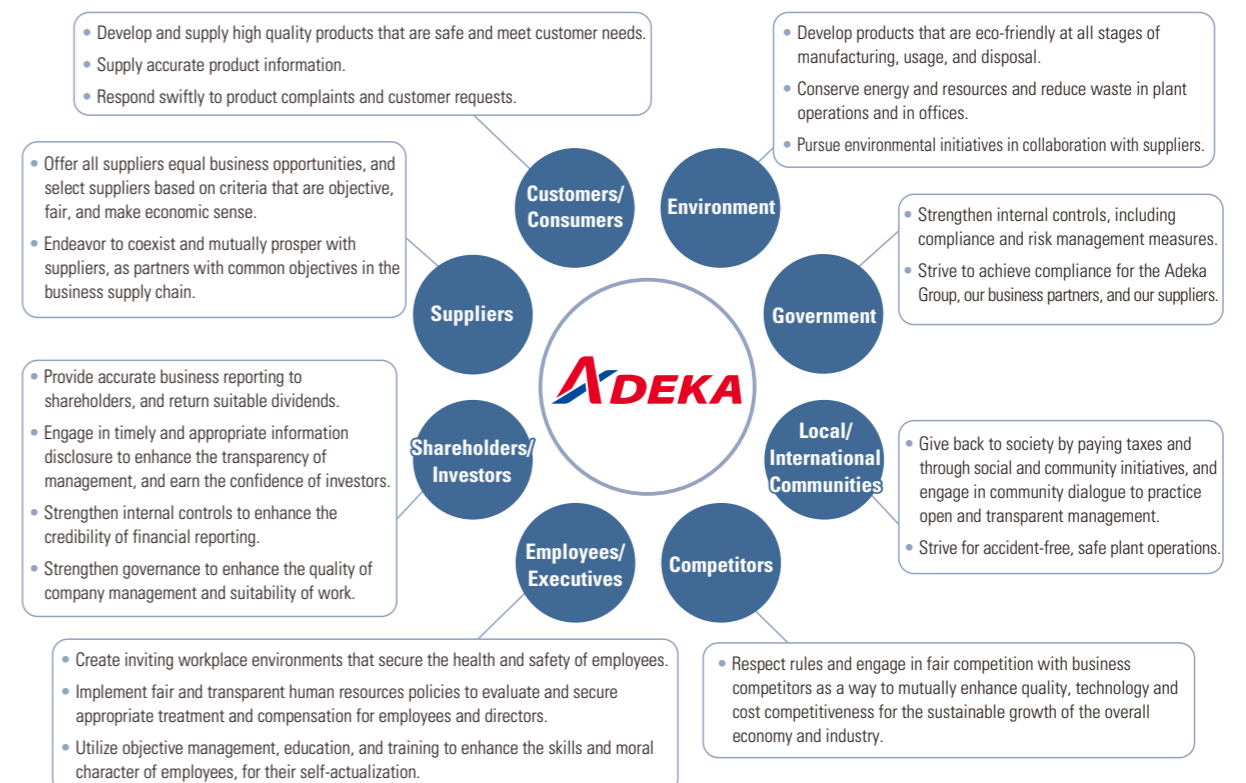 • Develop and supply high quality products that are safe and meet customer needs.
• Supply accurate product information.
• Respond swiftly to product complaints and customer requests.
• Develop products that are eco-friendly at all stages of
manufacturing, usage, and disposal.
• Conserve energy and resources and reduce waste in plant
operations and in offices.
• Pursue environmental initiatives in collaboration with suppliers.
• Offer all suppliers equal business opportunities, and
select suppliers based on criteria that are objective,
fair, and make economic sense.
• Endeavor to coexist and mutually prosper with
suppliers, as partners with common objectives in the
business supply chain.
Customers/
Consumers
Environment
• Strengthen internal controls, including
compliance and risk management measures.
• Strive to achieve compliance for the Adeka
Group, our business partners, and our suppliers.
Suppliers
Government
ADEKA
• Provide accurate business reporting to
shareholders, and return suitable dividends.
• Engage in timely and appropriate information
disclosure to enhance the transparency of
management, and earn the confidence of investors.
• Strengthen internal controls to enhance the
credibility of financial reporting.
• Strengthen governance to enhance the quality of
company management and suitability of work.
Shareholders/
Investors
Local/
International
Communities
• Give back to society by paying taxes and
through social and community initiatives, and
engage in community dialogue to practice
open and transparent management.
• Strive for accident-free, safe plant operations.
Employees/
Executives
Competitors
• Create inviting workplace environments that secure the health and safety of employees.
• Implement fair and transparent human resources policies to evaluate and secure
appropriate treatment and compensation for employees and directors.
• Utilize objective management, education, and training to enhance the skills and moral
character of employees, for their self-actualization.
• Respect rules and engage in fair competition with business
competitors as a way to mutually enhance quality, technology and
cost competitiveness for the sustainable growth of the overall
economy and industry.